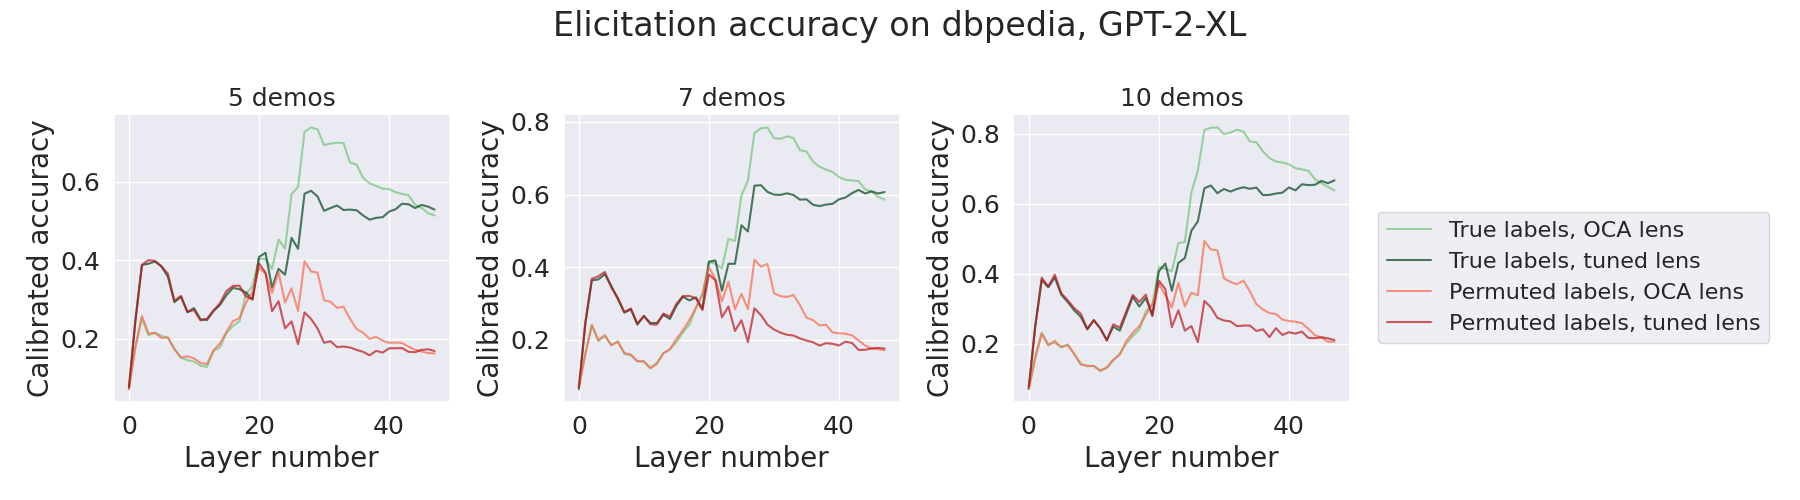 Elicitation accuracy on dbpedia, GPT-2-XL
5 demos
Calibrated accuracy
0.6
0.4
0.2
0
20
40
Layer number
7 demos
Calibrated accuracy
0.8
0.6
0.4
0.2
0
20
40
Layer number
10 demos
Calibrated accuracy
0.8
0.6
0.4
0.2
0
20
40
Layer number
True labels, OCA lens
True labels, tuned lens
Permuted labels, OCA lens
Permuted labels, tuned lens